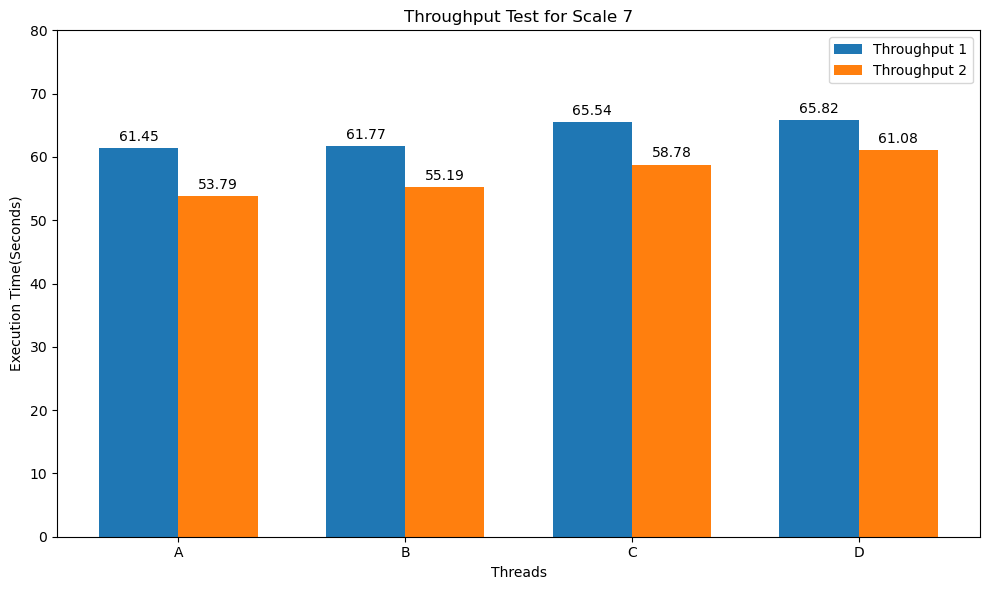 Throughput Test for Scale 7
Throughput 1
Throughput 2
Execution Time(Seconds)
80
70
60
50
40
30
20
10
0
61.45
53.79
61.77
55.19
65.54
58.78
65.82
61.08
A
B
C
D
Threads